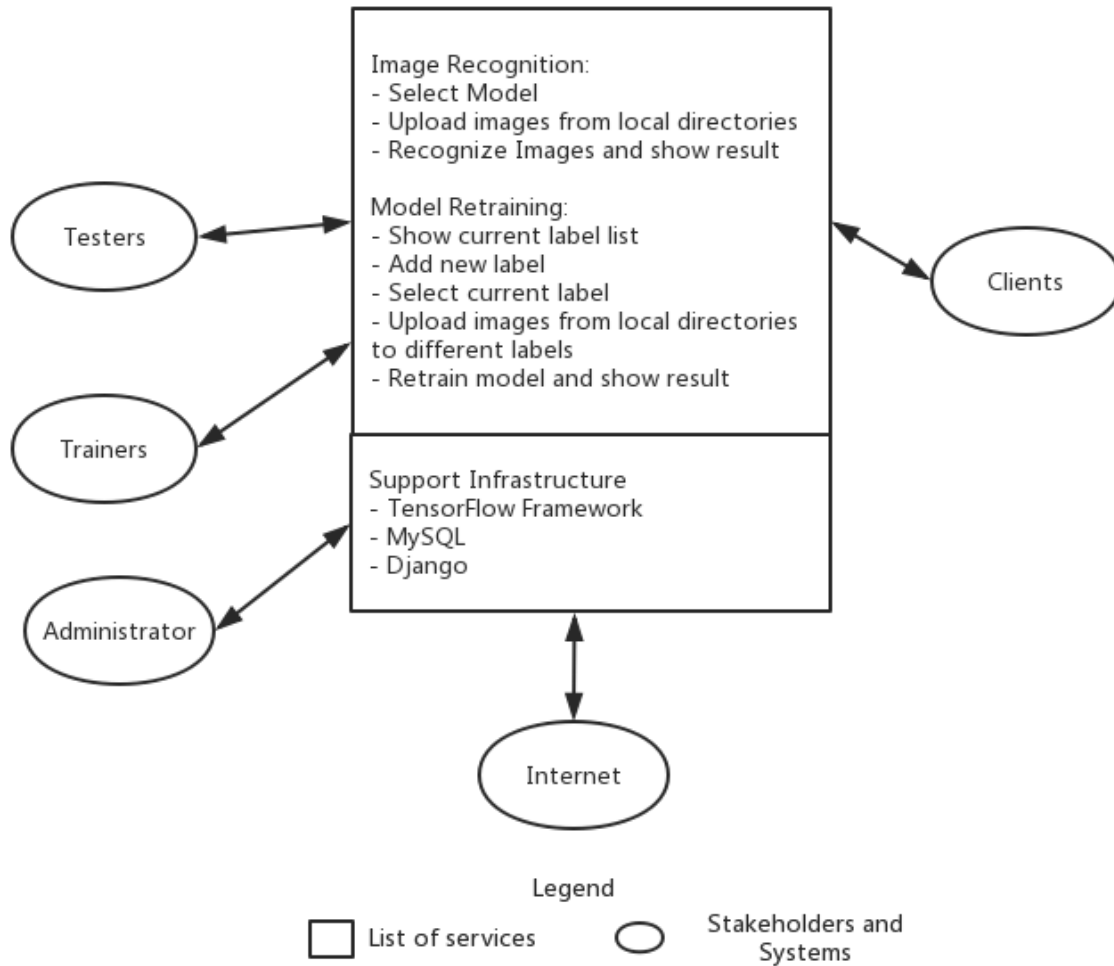 Image Recognition:
- Select Model
- Upload images from local directories
- Recognize Images and show result
Model Retraining:
- Show current label list
- Add new label
- Select current label
- Upload images from local directories
to different labels
- Retrain model and show result
Testers
Clients
Trainers
Support Infrastructure
- TensorFlow Framework
- MySQL
- Django
Administrator
Internet
Legend
List of services
Stakeholders and
Systems